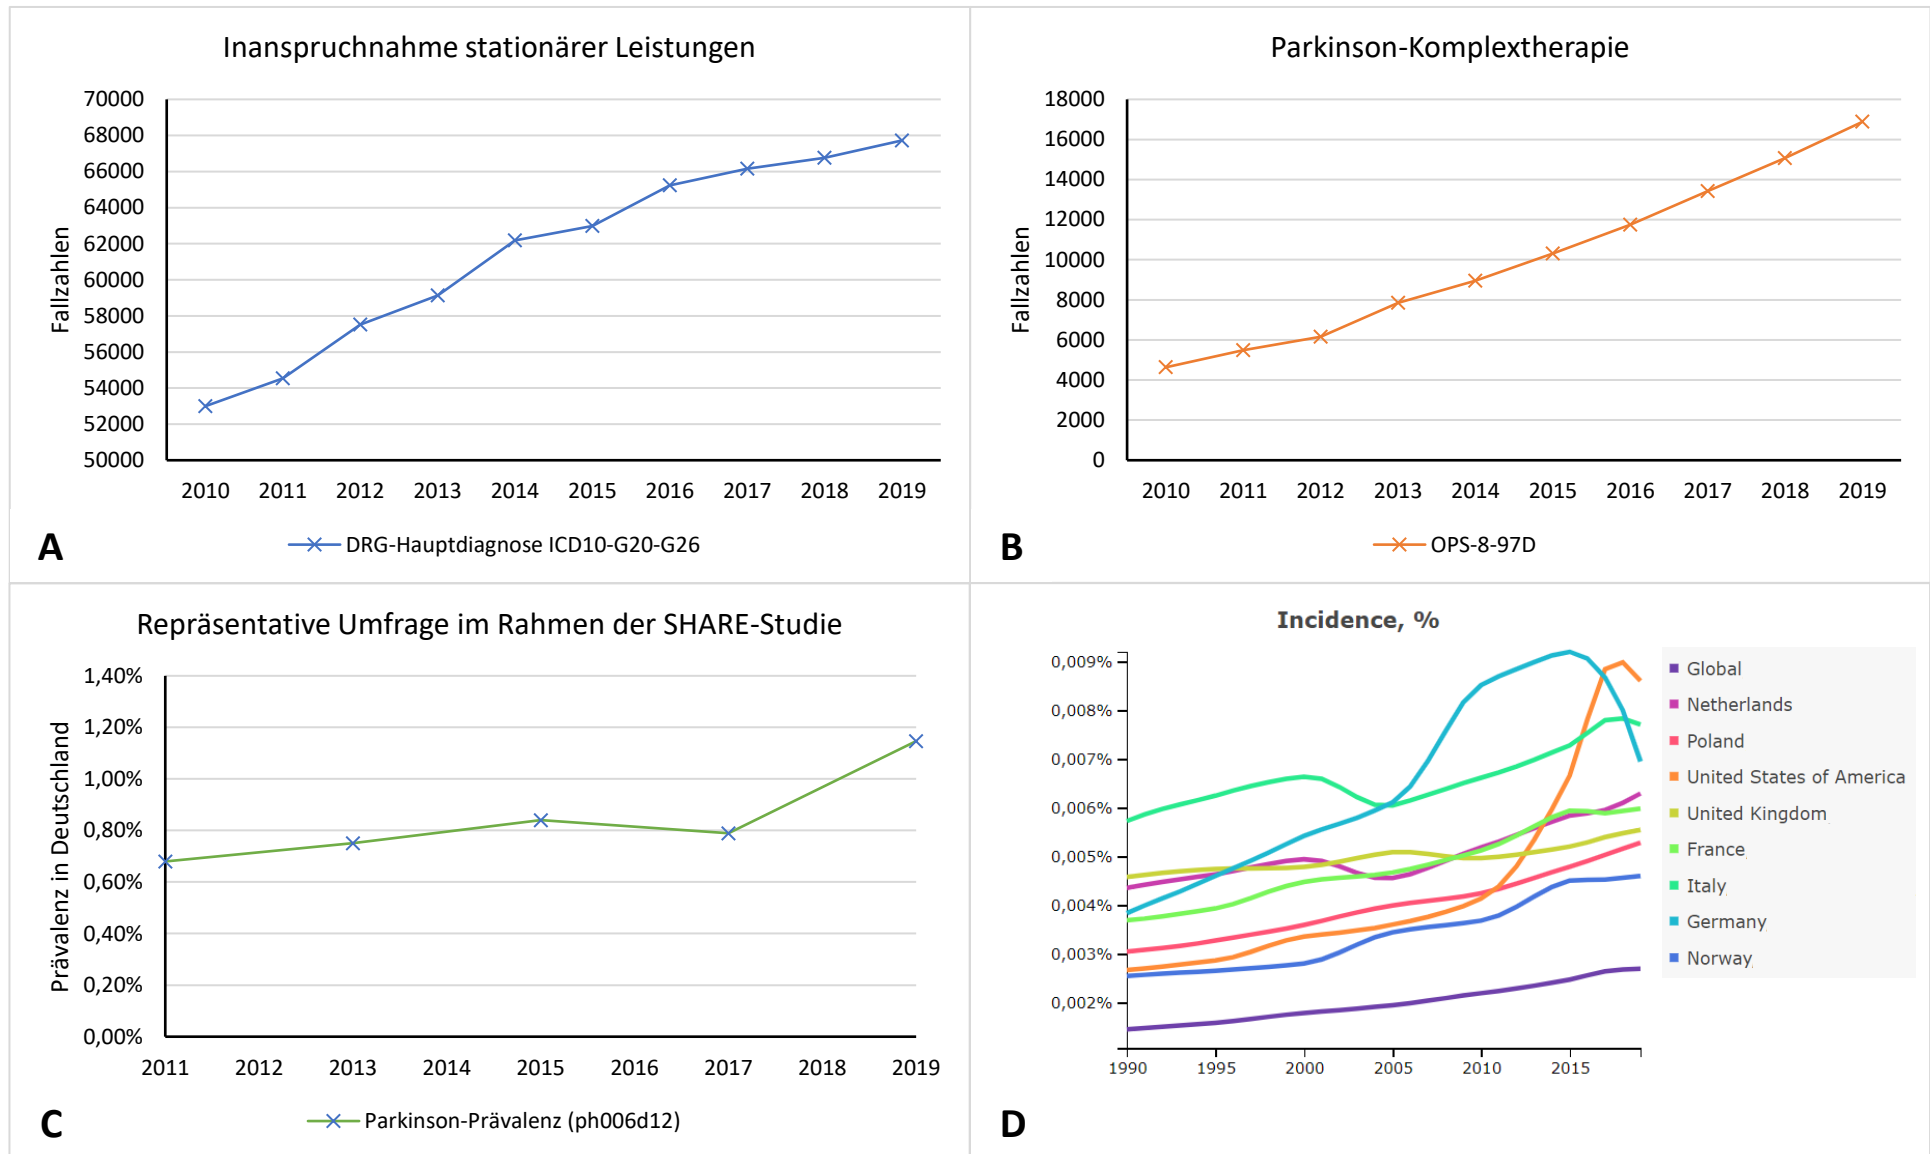 Inanspruchnahme stationärer Leistungen
Fallzahlen
70000
68000
66000
64000
62000
60000
58000
56000
54000
52000
50000
2010 2011 2012 2013 2014 2015 2016 2017 2018 2019
DRG-Hauptdiagnose ICD10-G20-G26
A
Parkinson-Komplextherapie
Fallzahlen
18000
16000
14000
12000
10000
8000
6000
4000
2000
0
2010 2011 2012 2013 2014 2015 2016 2017 2018 2019
OPS-8-97D
B
Repräsentative Umfrage im Rahmen der SHARE-Studie
Prävalenz in Deutschland
1,40%
1,20%
1,00%
0,80%
0,60%
0,40%
0,20%
0,00%
2011 2012 2013 2014 2015 2016 2017 2018 2019
Parkinson-Prävalenz (ph006d12)
C
Incidence, %
0,009%
0,008%
0,007%
0,006%
0,005%
0,004%
0,003%
0,002%
1990 1995 2000 2005 2010 2015
Global
Netherlands
Poland
United States of America
United Kingdom
France
Italy
Germany
Norway
D